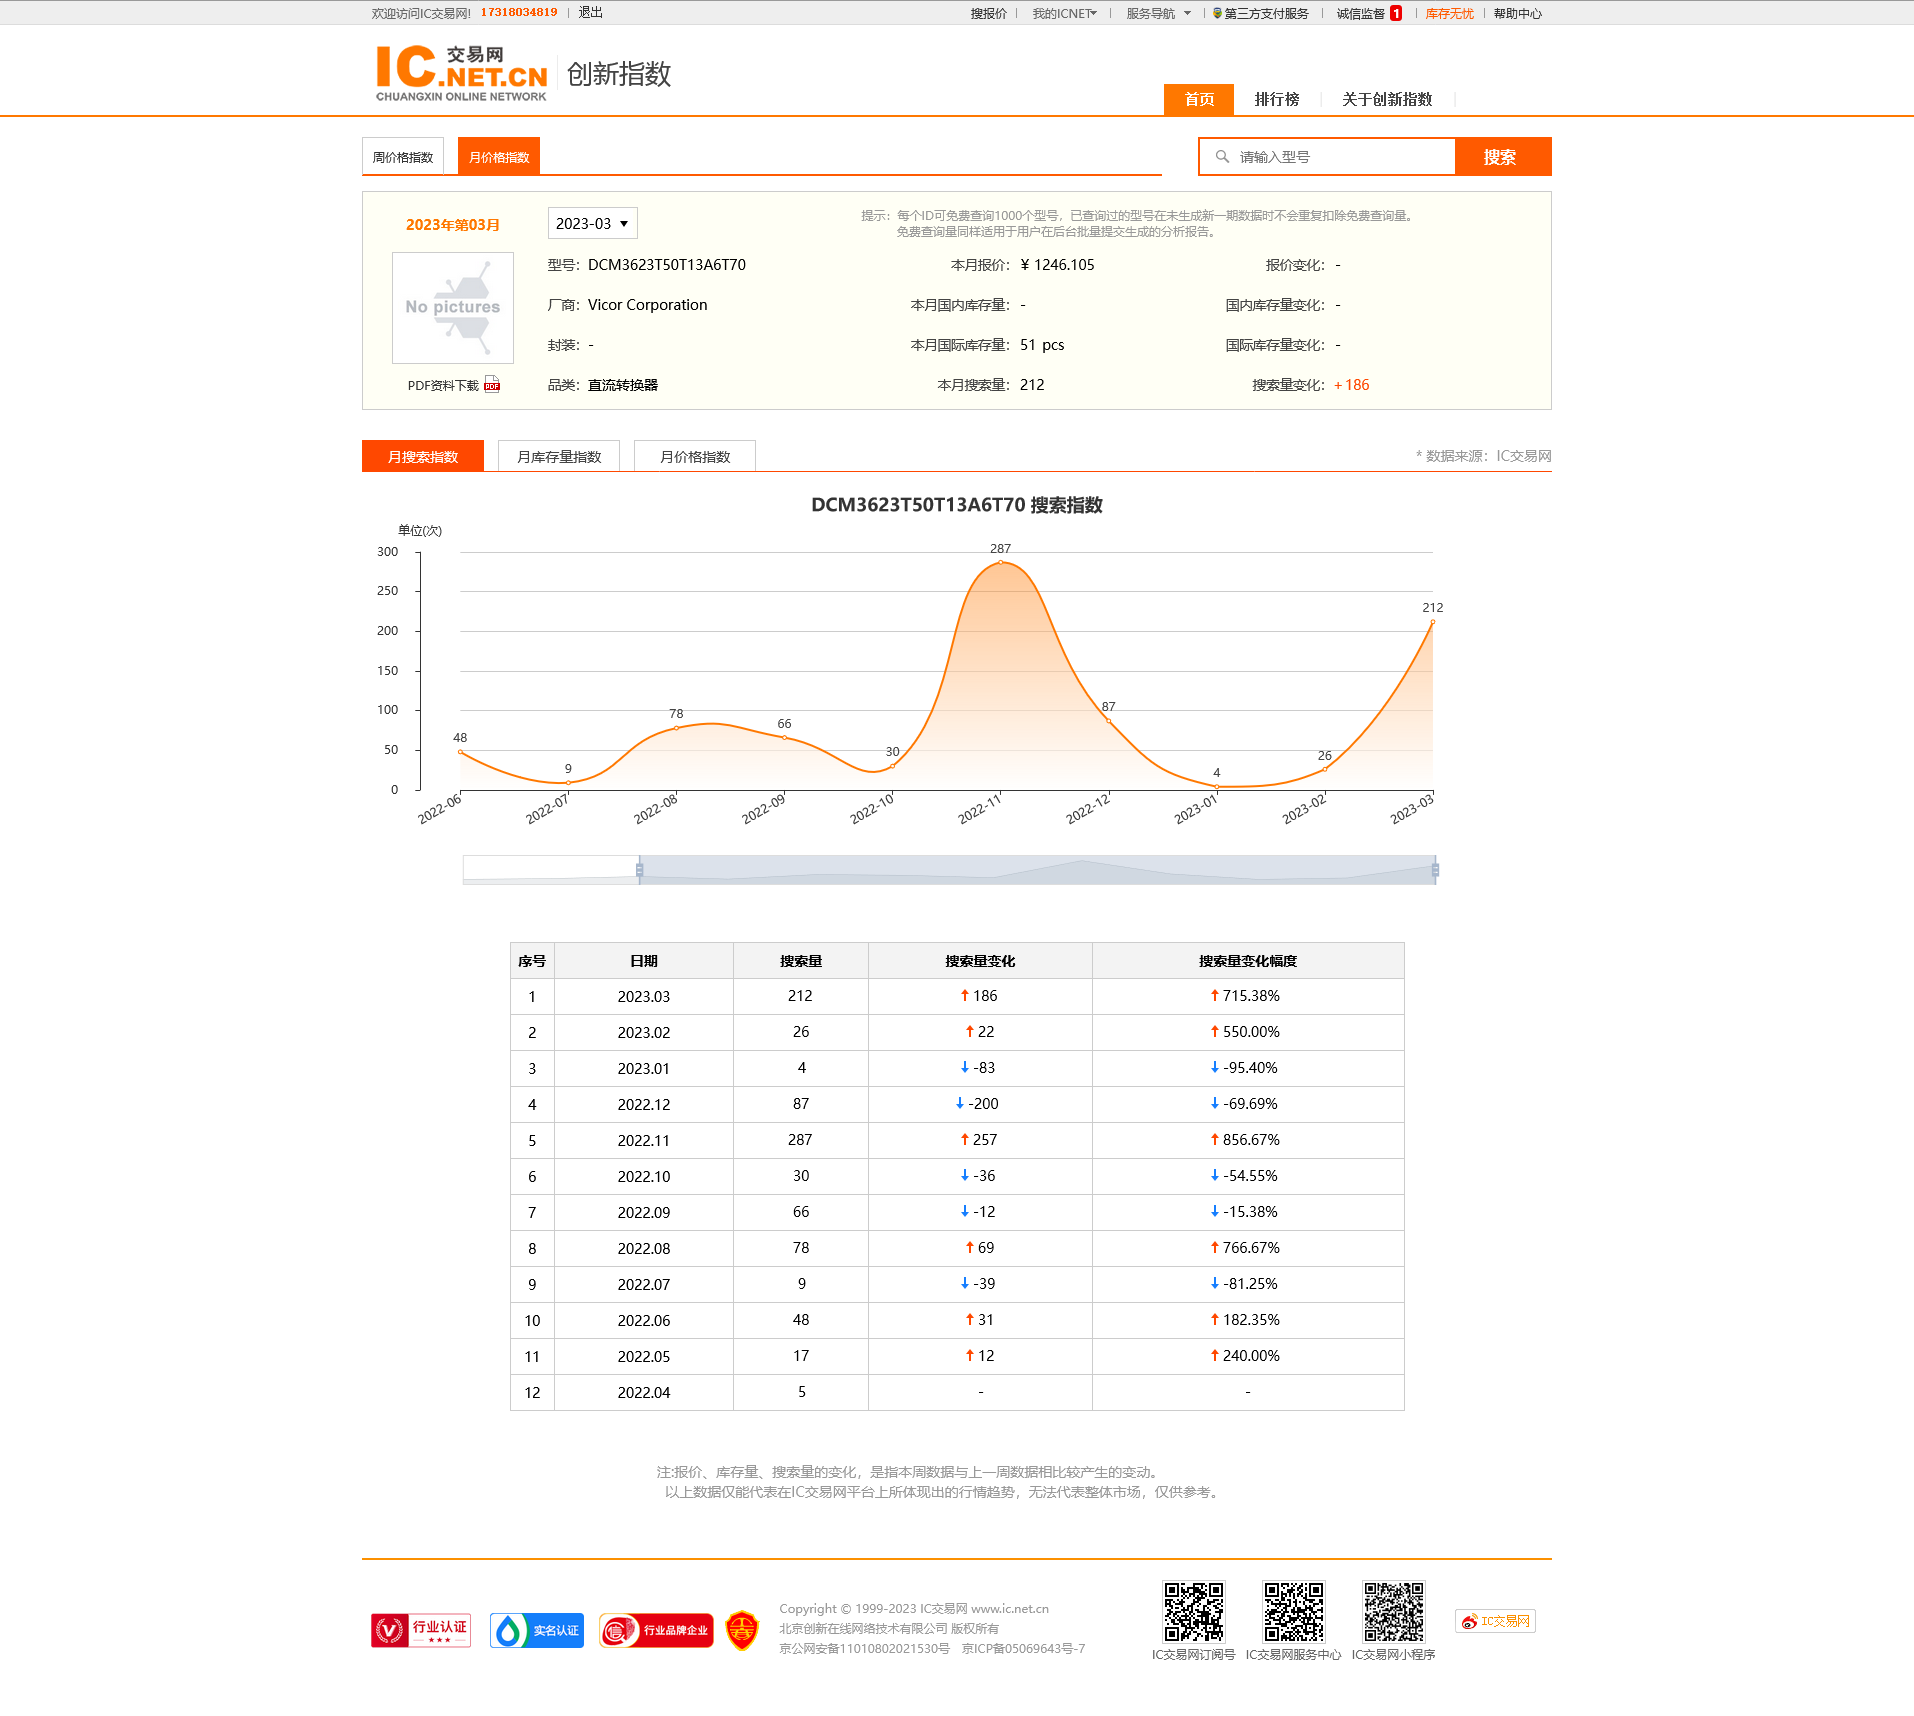 欢迎访问IC交易网! 17318034819 退出 搜报价 我的ICNET 服务导航 第三方支付服务 诚信监督 1 库存无忧 帮助中心
IC.NET.CN 交易网 创新指数
CHUANGXIN ONLINE NETWORK
首页 排行榜 关于创新指数
周价格指数 月价格指数 请输入型号 搜索
2023年第03月 2023-03
提示：每个ID可免费查询1000个型号，已查询过的型号在未生成新一期数据时不会重复扣除免费查询量。
免费查询量同样适用于用户在后台批量提交生成的分析报告。
型号：DCM3623T50T13A6T70 本月报价：¥ 1246.105 报价变化：-
No pictures
厂商：Vicor Corporation 本月国内库存量：- 国内库存量变化：-
封装：- 本月国际库存量：51 pcs 国际库存量变化：-
PDF资料下载 PDF
品类：直流转换器 本月搜索量：212 搜索量变化：+186
月搜索指数 月库存量指数 月价格指数 * 数据来源：IC交易网
DCM3623T50T13A6T70 搜索指数
单位(次)
300
250
200
150
100
50
0
48 9 78 66 30 287 87 4 26 212
2022-06 2022-07 2022-08 2022-09 2022-10 2022-11 2022-12 2023-01 2023-02 2023-03
序号 日期 搜索量 搜索量变化 搜索量变化幅度
1 2023.03 212 ↑ 186 ↑ 715.38%
2 2023.02 26 ↑ 22 ↑ 550.00%
3 2023.01 4 ↓ -83 ↓ -95.40%
4 2022.12 87 ↓ -200 ↓ -69.69%
5 2022.11 287 ↑ 257 ↑ 856.67%
6 2022.10 30 ↓ -36 ↓ -54.55%
7 2022.09 66 ↓ -12 ↓ -15.38%
8 2022.08 78 ↑ 69 ↑ 766.67%
9 2022.07 9 ↓ -39 ↓ -81.25%
10 2022.06 48 ↑ 31 ↑ 182.35%
11 2022.05 17 ↑ 12 ↑ 240.00%
12 2022.04 5 - -
注:报价、库存量、搜索量的变化，是指本周数据与上一周数据相比较产生的变动。
以上数据仅能代表在IC交易网平台上所体现出的行情趋势，无法代表整体市场，仅供参考。
行业认证 实名认证 行业品牌企业
Copyright © 1999-2023 IC交易网 www.ic.net.cn
北京创新在线网络技术有限公司 版权所有
京公网安备11010802021530号 京ICP备05069643号-7
IC交易网订阅号 IC交易网服务中心 IC交易网小程序
IC交易网